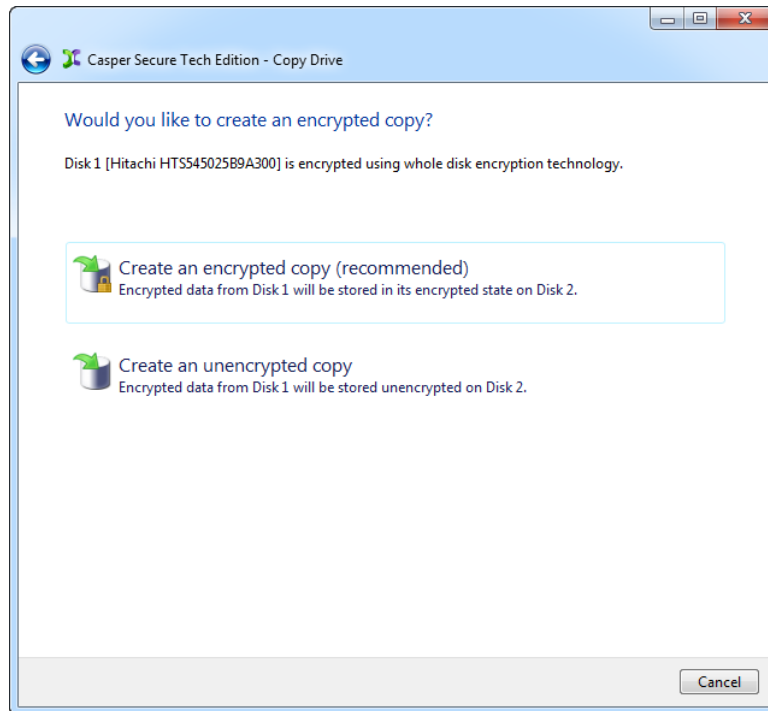 Casper Secure Tech Edition - Copy Drive
Would you like to create an encrypted copy?
Disk 1 [Hitachi HTS545025B9A300] is encrypted using whole disk encryption technology.
Create an encrypted copy (recommended)
Encrypted data from Disk 1 will be stored in its encrypted state on Disk 2.
Create an unencrypted copy
Encrypted data from Disk 1 will be stored unencrypted on Disk 2.
Cancel